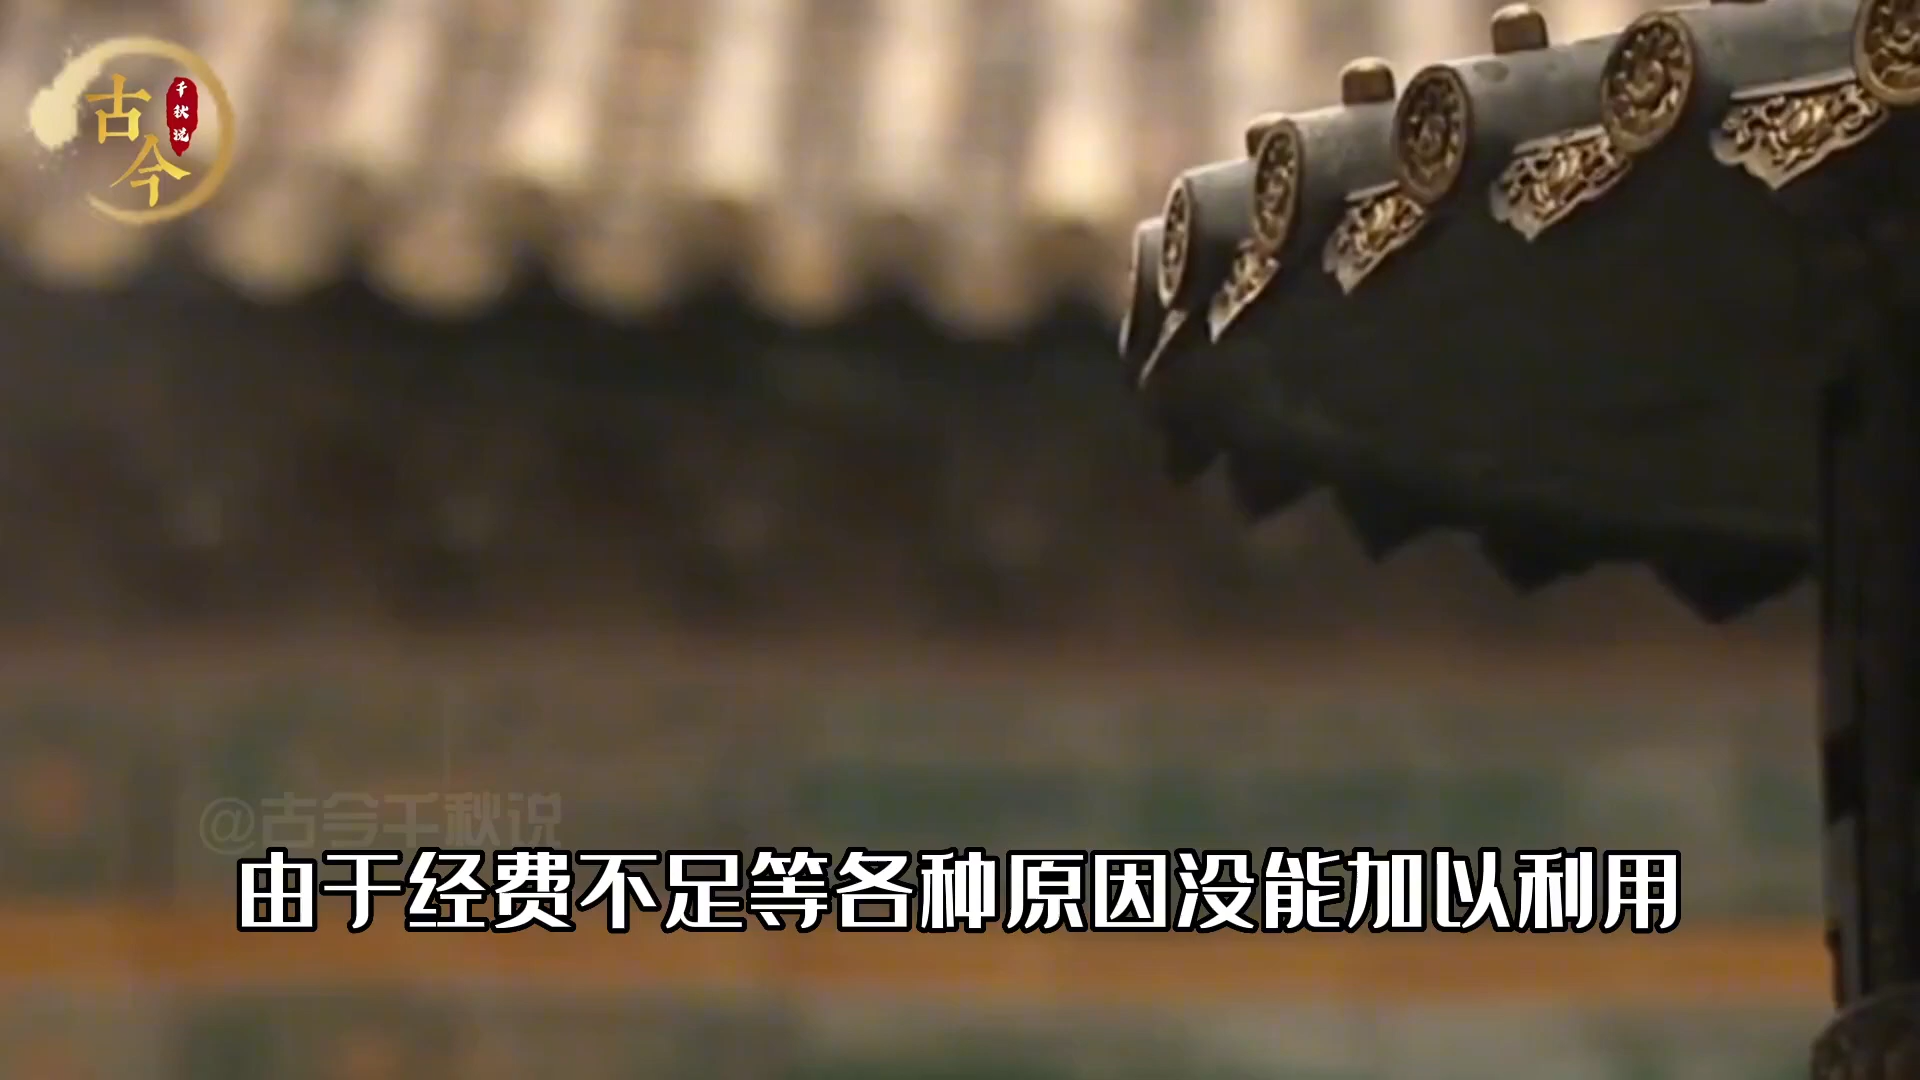 古今
千秋说
@古今千秋说
由于经费不足等各种原因没能加以利用